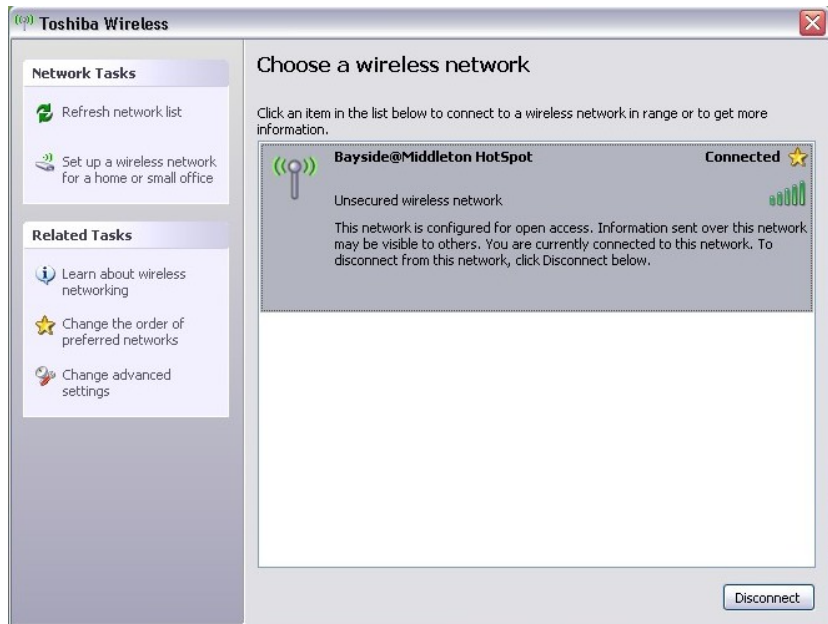 Toshiba Wireless
Network Tasks
Refresh network list
Set up a wireless network
for a home or small office
Related Tasks
Learn about wireless
networking
Change the order of
preferred networks
Change advanced
settings
Choose a wireless network
Click an item in the list below to connect to a wireless network in range or to get more
information.
Bayside@Middleton HotSpot
Connected
Unsecured wireless network
This network is configured for open access. Information sent over this network
may be visible to others. You are currently connected to this network. To
disconnect from this network, click Disconnect below.
Disconnect